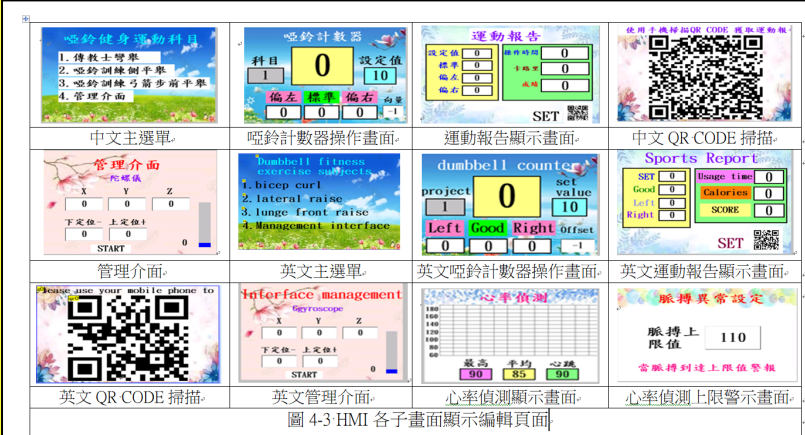 啞鈴健身運動科目
1. 傳教士彎舉
2. 啞鈴訓練側平舉
3. 啞鈴訓練弓箭步前平舉
4. 管理介面
中文主選單
啞鈴計數器
科目 0 設定值
1 10
偏左 標準 偏右 向量
0 0 0 -1
啞鈴計數器操作畫面
運動報告
設定值 0 操作時間 0
標準 0 卡路里 0
偏左 0 成績 0
偏右 0
SET
運動報告顯示畫面
使用手機掃描QR CODE 獲取運動報
中文 QR CODE 掃描
管理介面
陀螺儀
X Y Z
0 0 0
下定位- 上定位+
0 0
START 0
管理介面
Dumbbell fitness
exercise subjects
1.bicep curl
2.lateral raise
3.lunge front raise
4.Management interface
英文主選單
dumbbell counter
project 0 set value
1 10
Left Good Right Offset
0 0 0 -1
英文啞鈴計數器操作畫面
Sports Report
SET 0 Usage time 0
Good 0 Calories 0
Left 0 SCORE 0
Right 0
SET
英文運動報告顯示畫面
Please use your mobile phone to
英文 QR CODE 掃描
Interface management
Ggyroscope
X Y Z
0 0 0
下定位- 上定位+
0 0
START 0
英文管理介面
心率偵測
180
160
140
120
100
80
60
最高 平均 心跳
90 85 90
心率偵測顯示畫面
脈搏異常設定
脈搏上限值 110
當脈搏到達上限值警報
心率偵測上限警示畫面
圖 4-3 HMI 各子畫面顯示編輯頁面